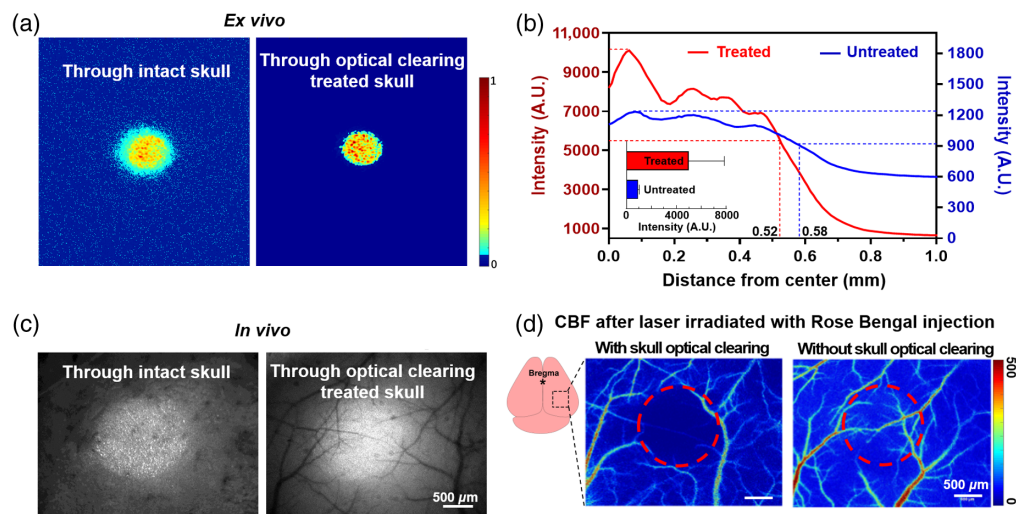 (a)
Ex vivo
Through intact skull
Through optical clearing
treated skull
1
0
(b)
Treated
Untreated
11,000
9000
7000
5000
3000
1000
Intensity (A.U.)
1800
1500
1200
900
600
300
0
Intensity (A.U.)
Treated
Untreated
0
4000
8000
Intensity (A.U.)
0.52
0.58
0.0
0.2
0.4
0.6
0.8
1.0
Distance from center (mm)
(c)
In vivo
Through intact skull
Through optical clearing
treated skull
500 µm
(d)
CBF after laser irradiated with Rose Bengal injection
With skull optical clearing
Without skull optical clearing
Bregma
*
500 µm
500
0